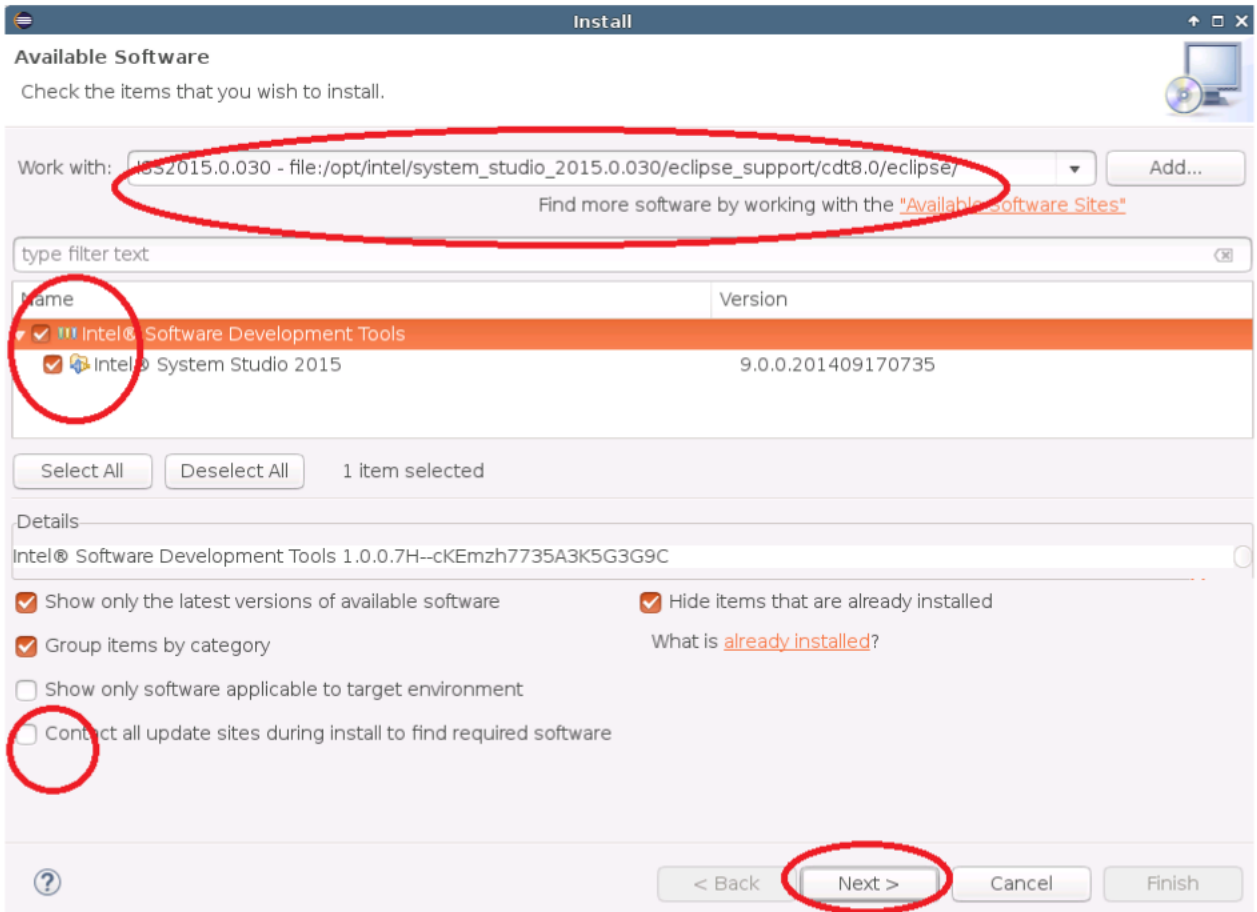 Install
Available Software
Check the items that you wish to install.
Work with: ISS2015.0.030 - file:/opt/intel/system_studio_2015.0.030/eclipse_support/cdt8.0/eclipse/ Add...
Find more software by working with the "Available Software Sites"
type filter text
Name Version
Intel® Software Development Tools
Intel® System Studio 2015 9.0.0.201409170735
Select All Deselect All 1 item selected
Details
Intel® Software Development Tools 1.0.0.7H--cKEmzh7735A3K5G3G9C
Show only the latest versions of available software Hide items that are already installed
Group items by category What is already installed?
Show only software applicable to target environment
Contact all update sites during install to find required software
? < Back Next > Cancel Finish